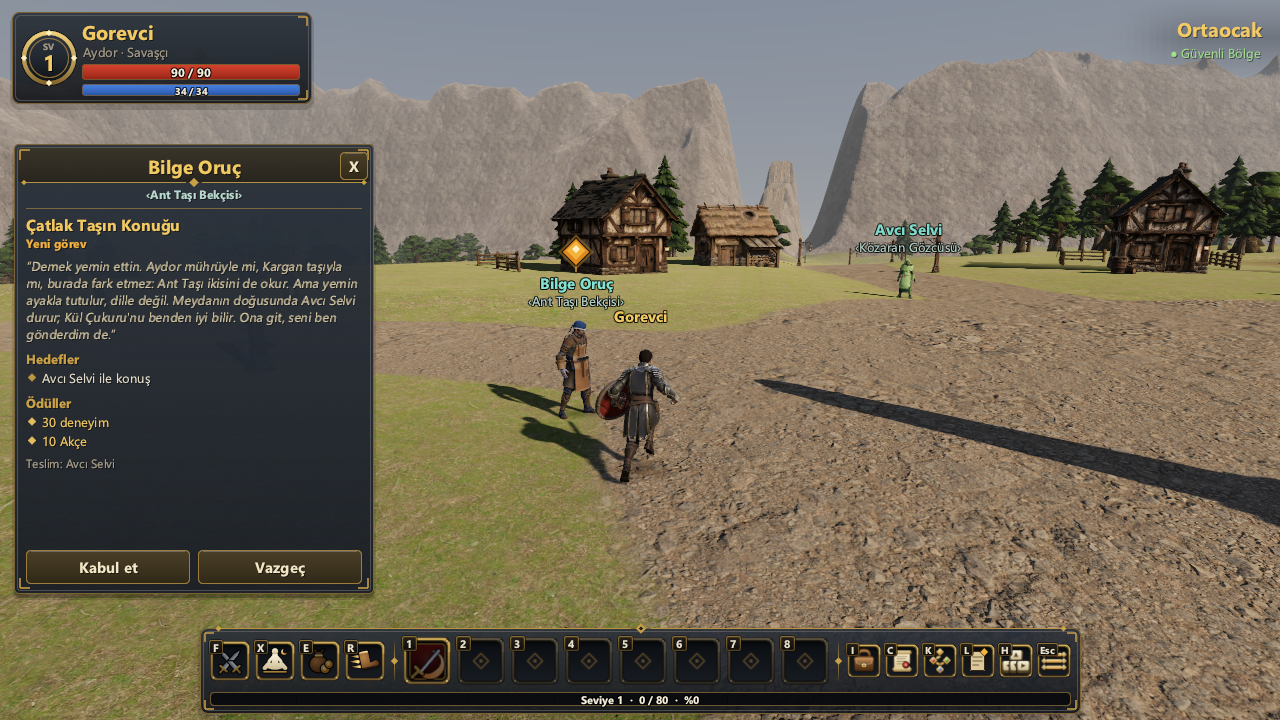 Gorevci
SV
1
Aydor · Savaşçı
90 / 90
34 / 34
Ortaocak
Güvenli Bölge
Bilge Oruç
X
‹Ant Taşı Bekçisi›
Çatlak Taşın Konuğu
Yeni görev
"Demek yemin ettin. Aydor mührüyle mi, Kargan taşıyla
mı, burada fark etmez: Ant Taşı ikisini de okur. Ama yemin
ayakla tutulur, dille değil. Meydanın doğusunda Avcı Selvi
durur; Kül Çukuru'nu benden iyi bilir. Ona git, seni ben
gönderdim de."
Hedefler
Avcı Selvi ile konuş
Ödüller
30 deneyim
10 Akçe
Teslim: Avcı Selvi
Kabul et
Vazgeç
Avcı Selvi
‹Közaran Gözcüsü›
Bilge Oruç
‹Ant Taşı Bekçisi›
Gorevci
F
X
E
R
1
2
3
4
5
6
7
8
I
C
K
L
H
Esc
Seviye 1 · 0 / 80 · %0